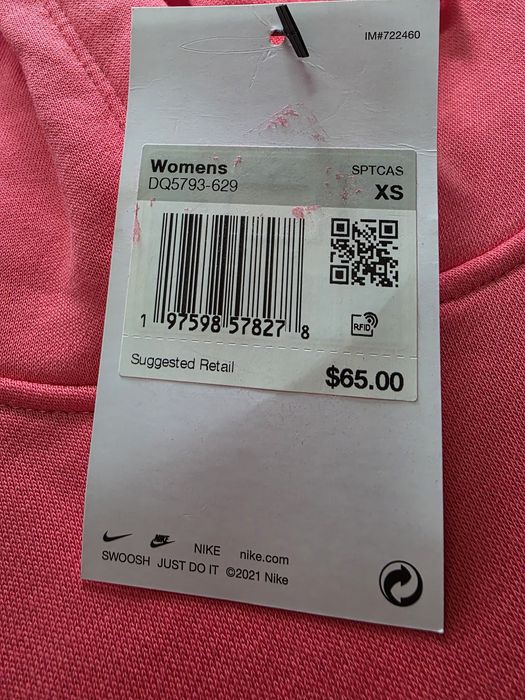 IM#722460
Womens SPTCAS
DQ5793-629 XS
1 97598 57827 8
RFID
Suggested Retail
$65.00
NIKE NIKE nike.com
SWOOSH JUST DO IT ©2021 Nike